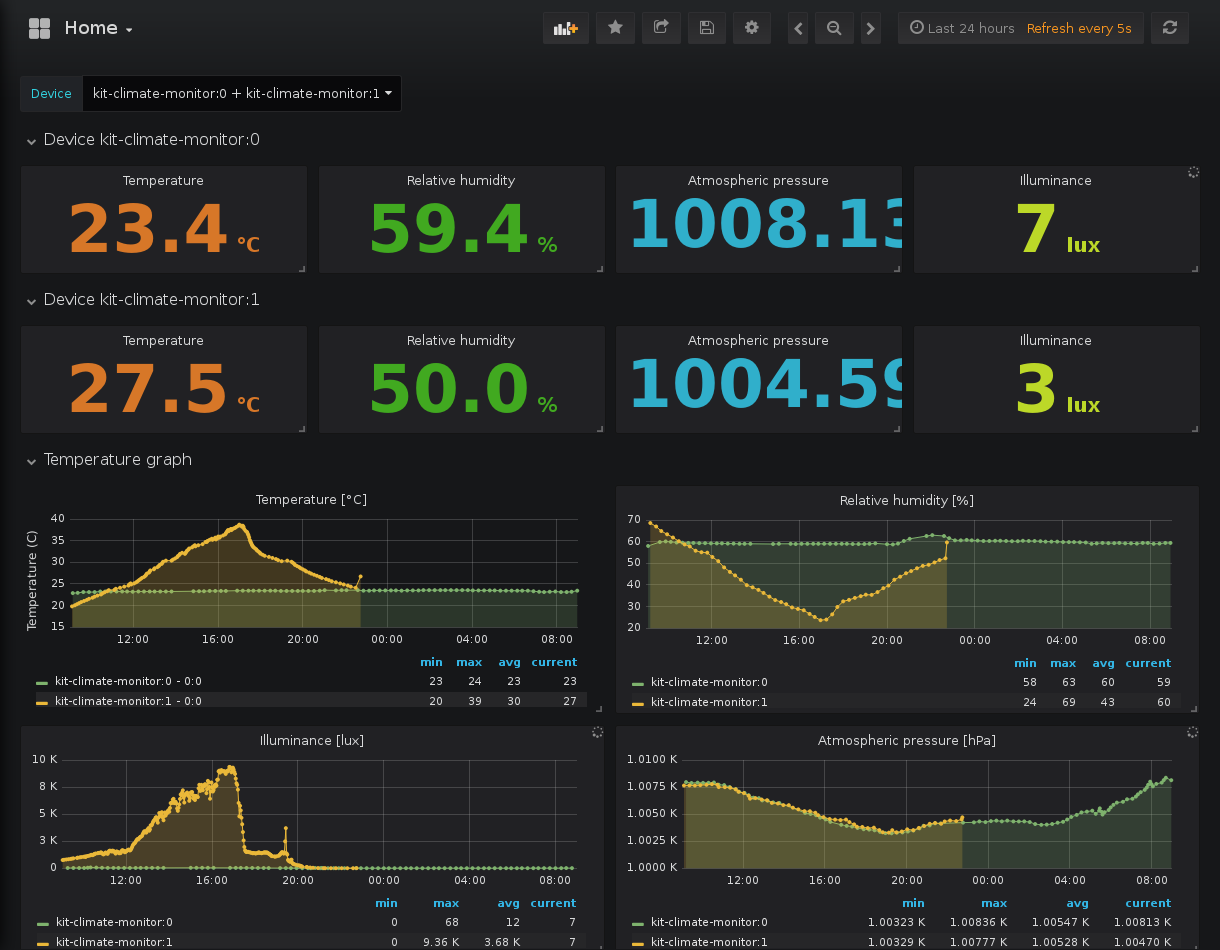 Home
Last 24 hours Refresh every 5s
Device kit-climate-monitor:0 + kit-climate-monitor:1
Device kit-climate-monitor:0
Temperature Relative humidity Atmospheric pressure Illuminance
23.4 °C 59.4 % 1008.13 7 lux
Device kit-climate-monitor:1
Temperature Relative humidity Atmospheric pressure Illuminance
27.5 °C 50.0 % 1004.59 3 lux
Temperature graph
Temperature [°C]
Temperature (C)
40
35
30
25
20
15
12:00 16:00 20:00 00:00 04:00 08:00
min max avg current
kit-climate-monitor:0 - 0:0 23 24 23 23
kit-climate-monitor:1 - 0:0 20 39 30 27
Relative humidity [%]
70
60
50
40
30
20
12:00 16:00 20:00 00:00 04:00 08:00
min max avg current
kit-climate-monitor:0 58 63 60 59
kit-climate-monitor:1 24 69 43 60
Illuminance [lux]
10 K
8 K
5 K
3 K
0
12:00 16:00 20:00 00:00 04:00 08:00
min max avg current
kit-climate-monitor:0 0 68 12 7
kit-climate-monitor:1 0 9.36 K 3.68 K 7
Atmospheric pressure [hPa]
1.0100 K
1.0075 K
1.0050 K
1.0025 K
1.0000 K
12:00 16:00 20:00 00:00 04:00 08:00
min max avg current
kit-climate-monitor:0 1.00323 K 1.00836 K 1.00547 K 1.00813 K
kit-climate-monitor:1 1.00329 K 1.00777 K 1.00528 K 1.00470 K